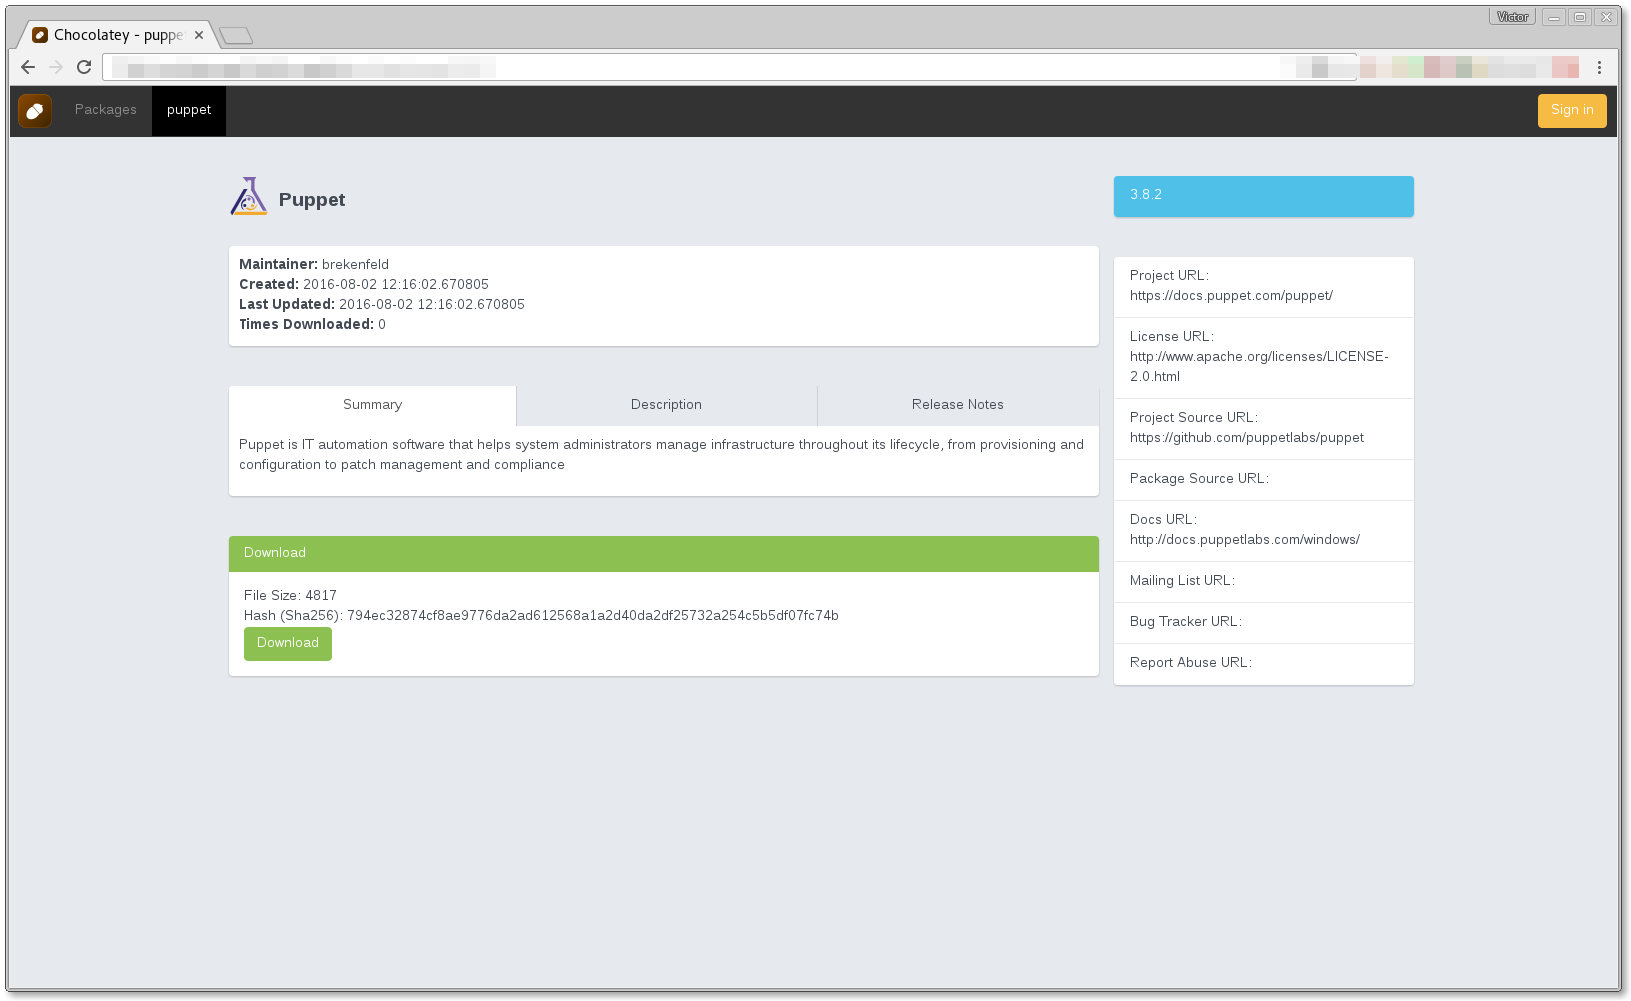 Victor
Chocolatey - puppe
Packages
puppet
Sign in
Puppet
3.8.2
Maintainer: brekenfeld
Created: 2016-08-02 12:16:02.670805
Last Updated: 2016-08-02 12:16:02.670805
Times Downloaded: 0
Summary
Description
Release Notes
Puppet is IT automation software that helps system administrators manage infrastructure throughout its lifecycle, from provisioning and
configuration to patch management and compliance
Download
File Size: 4817
Hash (Sha256): 794ec32874cf8ae9776da2ad612568a1a2d40da2df25732a254c5b5df07fc74b
Download
Project URL:
https://docs.puppet.com/puppet/
License URL:
http://www.apache.org/licenses/LICENSE-
2.0.html
Project Source URL:
https://github.com/puppetlabs/puppet
Package Source URL:
Docs URL:
http://docs.puppetlabs.com/windows/
Mailing List URL:
Bug Tracker URL:
Report Abuse URL: